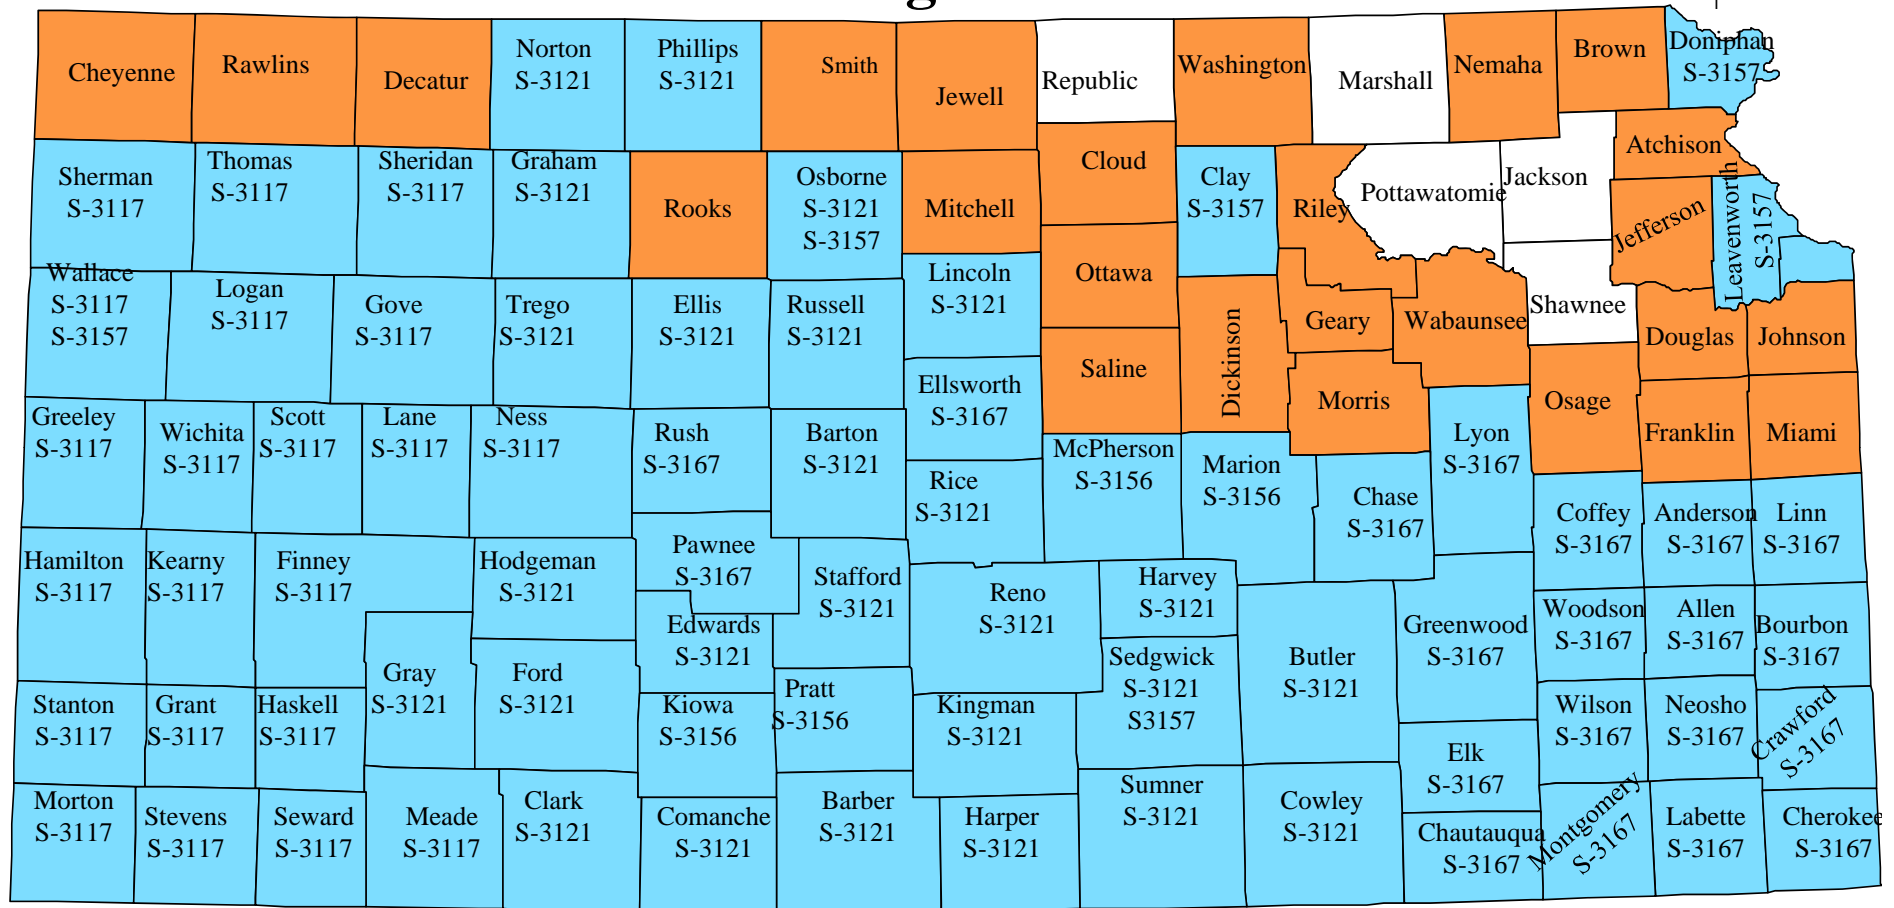 g
Cheyenne
Rawlins
Decatur
Norton
S-3121
Phillips
S-3121
Smith
Jewell
Republic
Washington
Marshall
Nemaha
Brown
Doniphan
S-3157
Sherman
S-3117
Thomas
S-3117
Sheridan
S-3117
Graham
S-3121
Rooks
Osborne
S-3121
S-3157
Mitchell
Cloud
Clay
S-3157
Riley
Pottawatomie
Jackson
Atchison
Jefferson
Leavenworth
S-3157
Wallace
S-3117
S-3157
Logan
S-3117
Gove
S-3117
Trego
S-3121
Ellis
S-3121
Russell
S-3121
Lincoln
S-3121
Ottawa
Saline
Dickinson
Geary
Wabaunsee
Shawnee
Douglas
Johnson
Ellsworth
S-3167
Morris
Osage
Franklin
Miami
Greeley
S-3117
Wichita
S-3117
Scott
S-3117
Lane
S-3117
Ness
S-3117
Rush
S-3167
Barton
S-3121
Rice
S-3121
McPherson
S-3156
Marion
S-3156
Chase
S-3167
Lyon
S-3167
Coffey
S-3167
Anderson
S-3167
Linn
S-3167
Hamilton
S-3117
Kearny
S-3117
Finney
S-3117
Hodgeman
S-3121
Pawnee
S-3167
Stafford
S-3121
Edwards
S-3121
Reno
S-3121
Harvey
S-3121
Sedgwick
S-3121
S3157
Butler
S-3121
Greenwood
S-3167
Woodson
S-3167
Allen
S-3167
Bourbon
S-3167
Gray
S-3121
Ford
S-3121
Kiowa
S-3156
Pratt
S-3156
Kingman
S-3121
Elk
S-3167
Wilson
S-3167
Neosho
S-3167
Crawford
S-3167
Stanton
S-3117
Grant
S-3117
Haskell
S-3117
Morton
S-3117
Stevens
S-3117
Seward
S-3117
Meade
S-3117
Clark
S-3121
Comanche
S-3121
Barber
S-3121
Harper
S-3121
Sumner
S-3121
Cowley
S-3121
Chautauqua
S-3167
Montgomery
S-3167
Labette
S-3167
Cherokee
S-3167